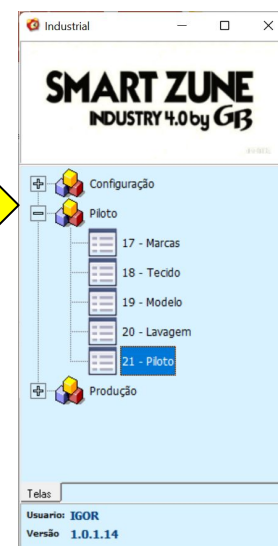 Industrial
SMART ZUNE
INDUSTRY 4.0 by GB
Configuração
Piloto
17 - Marcas
18 - Tecido
19 - Modelo
20 - Lavagem
21 - Piloto
Produção
Telas
Usuario: IGOR
Versão 1.0.1.14